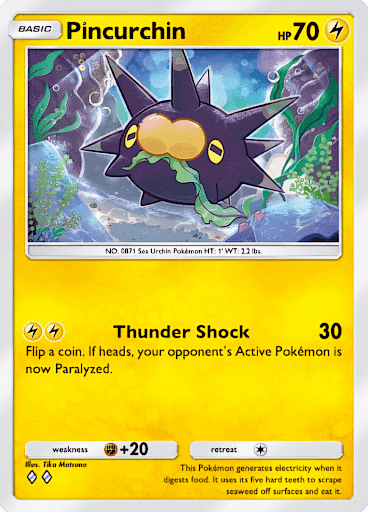 BASIC Pincurchin HP 70
NO. 0871 Sea Urchin Pokémon HT: 1' WT: 2.2 lbs.
Thunder Shock 30
Flip a coin. If heads, your opponent's Active Pokémon is
now Paralyzed.
weakness +20 retreat
Illus. Tika Matsuno
This Pokémon generates electricity when it
digests food. It uses its five hard teeth to scrape
seaweed off surfaces and eat it.